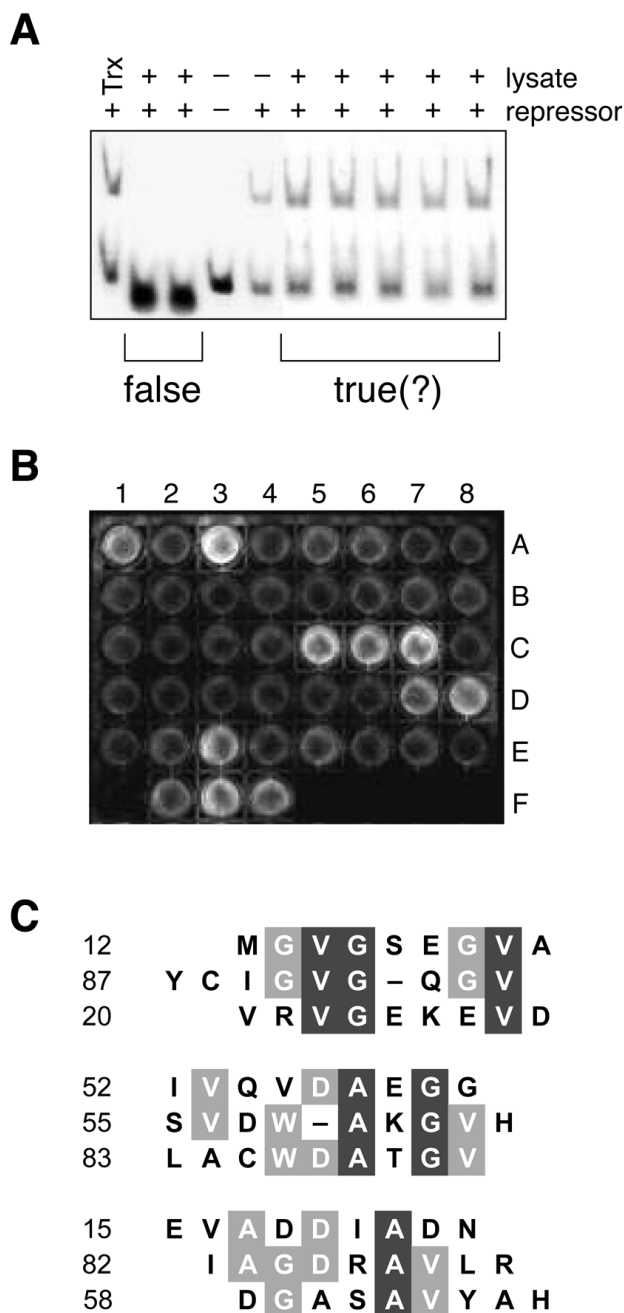 A
Trx + + – – + + + + + lysate
+ + + – + + + + + + repressor
false true(?)
B
1 2 3 4 5 6 7 8
A
B
C
D
E
F
C
12 M G V G S E G V A
87 Y C I G V G – Q G V
20 V R V G E K E V D
52 I V Q V D A E G G
55 S V D W – A K G V H
83 L A C W D A T G V
15 E V A D D I A D N
82 I A G D R A V L R
58 D G A S A V Y A H